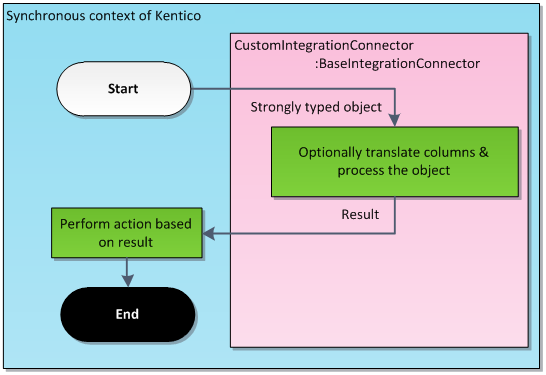 Synchronous context of Kentico
CustomIntegrationConnector
:BaseIntegrationConnector
Start
Strongly typed object
Optionally translate columns &
process the object
Result
Perform action based
on result
End